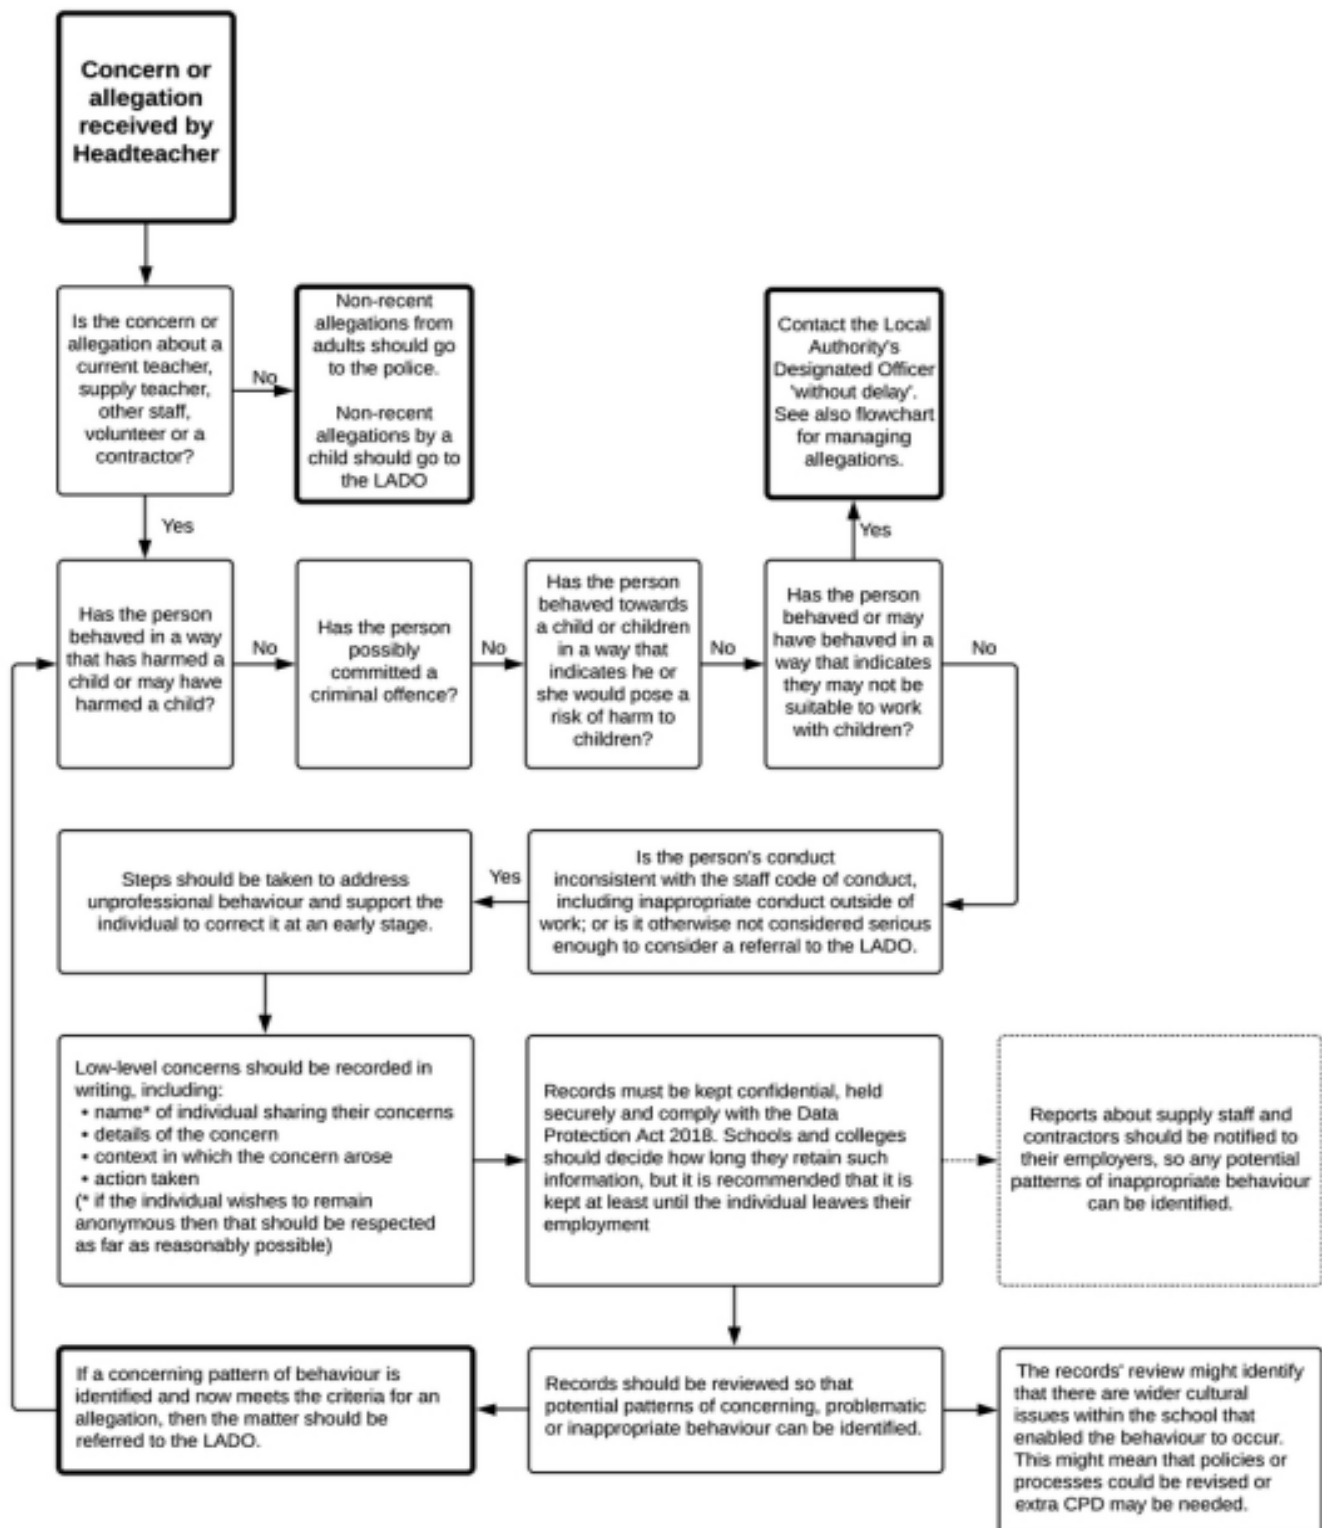 Concern or
allegation
received by
Headteacher
Is the concern or
allegation about a
current teacher,
supply teacher,
other staff,
volunteer or a
contractor?
No
Non-recent
allegations from
adults should go
to the police.
Non-recent
allegations by a
child should go to
the LADO
Contact the Local
Authority's
Designated Officer
'without delay'.
See also flowchart
for managing
allegations.
Yes
Yes
Has the person
behaved in a way
that has harmed a
child or may have
harmed a child?
No
Has the person
possibly
committed a
criminal offence?
No
Has the person
behaved towards
a child or children
in a way that
indicates he or
she would pose a
risk of harm to
children?
No
Has the person
behaved or may
have behaved in a
way that indicates
they may not be
suitable to work
with children?
No
Is the person's conduct
inconsistent with the staff code of conduct,
including inappropriate conduct outside of
work; or is it otherwise not considered serious
enough to consider a referral to the LADO.
Yes
Steps should be taken to address
unprofessional behaviour and support the
individual to correct it at an early stage.
Low-level concerns should be recorded in
writing, including:
• name* of individual sharing their concerns
• details of the concern
• context in which the concern arose
• action taken
(* if the individual wishes to remain
anonymous then that should be respected
as far as reasonably possible)
Records must be kept confidential, held
securely and comply with the Data
Protection Act 2018. Schools and colleges
should decide how long they retain such
information, but it is recommended that it is
kept at least until the individual leaves their
employment
Reports about supply staff and
contractors should be notified to
their employers, so any potential
patterns of inappropriate behaviour
can be identified.
If a concerning pattern of behaviour is
identified and now meets the criteria for an
allegation, then the matter should be
referred to the LADO.
Records should be reviewed so that
potential patterns of concerning, problematic
or inappropriate behaviour can be identified.
The records' review might identify
that there are wider cultural
issues within the school that
enabled the behaviour to occur.
This might mean that policies or
processes could be revised or
extra CPD may be needed.